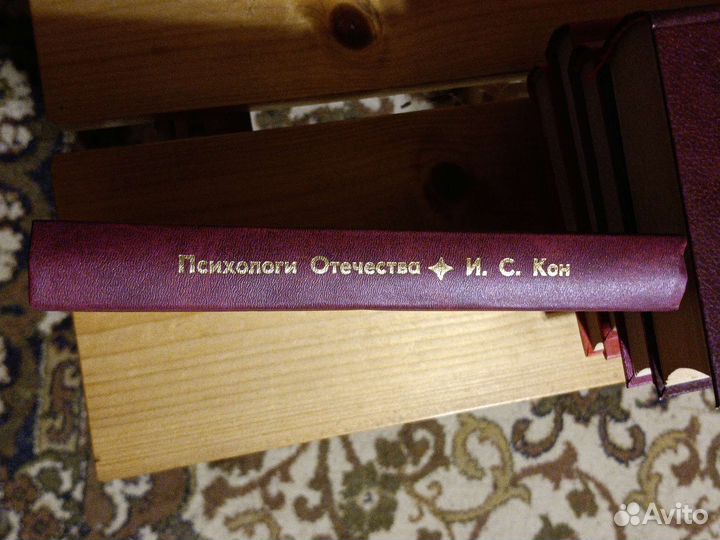 Психологи Отечества И. С. Кон
Avito